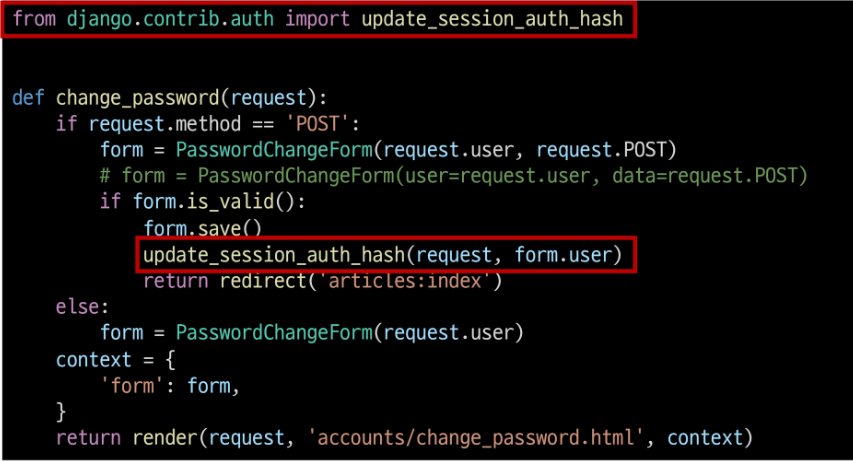 from django.contrib.auth import update_session_auth_hash
def change_password(request):
    if request.method == 'POST':
        form = PasswordChangeForm(request.user, request.POST)
        # form = PasswordChangeForm(user=request.user, data=request.POST)
        if form.is_valid():
            form.save()
            update_session_auth_hash(request, form.user)
            return redirect('articles:index')
    else:
        form = PasswordChangeForm(request.user)
    context = {
        'form': form,
    }
    return render(request, 'accounts/change_password.html', context)